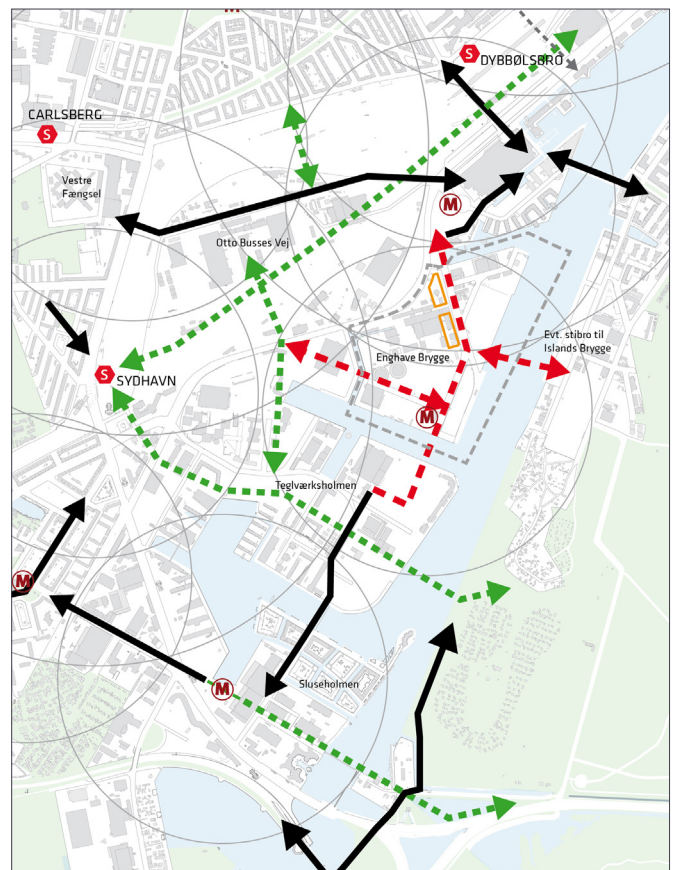 M
S
DYBBØLSBRO
CARLSBERG
S
Vestre
Fængsel
M
Otto Busses Vej
Evt. stibro til
Islands Brygge
Enghave Brygge
S
SYDHAVN
M
Teglværksholmen
M
Sluseholmen
M